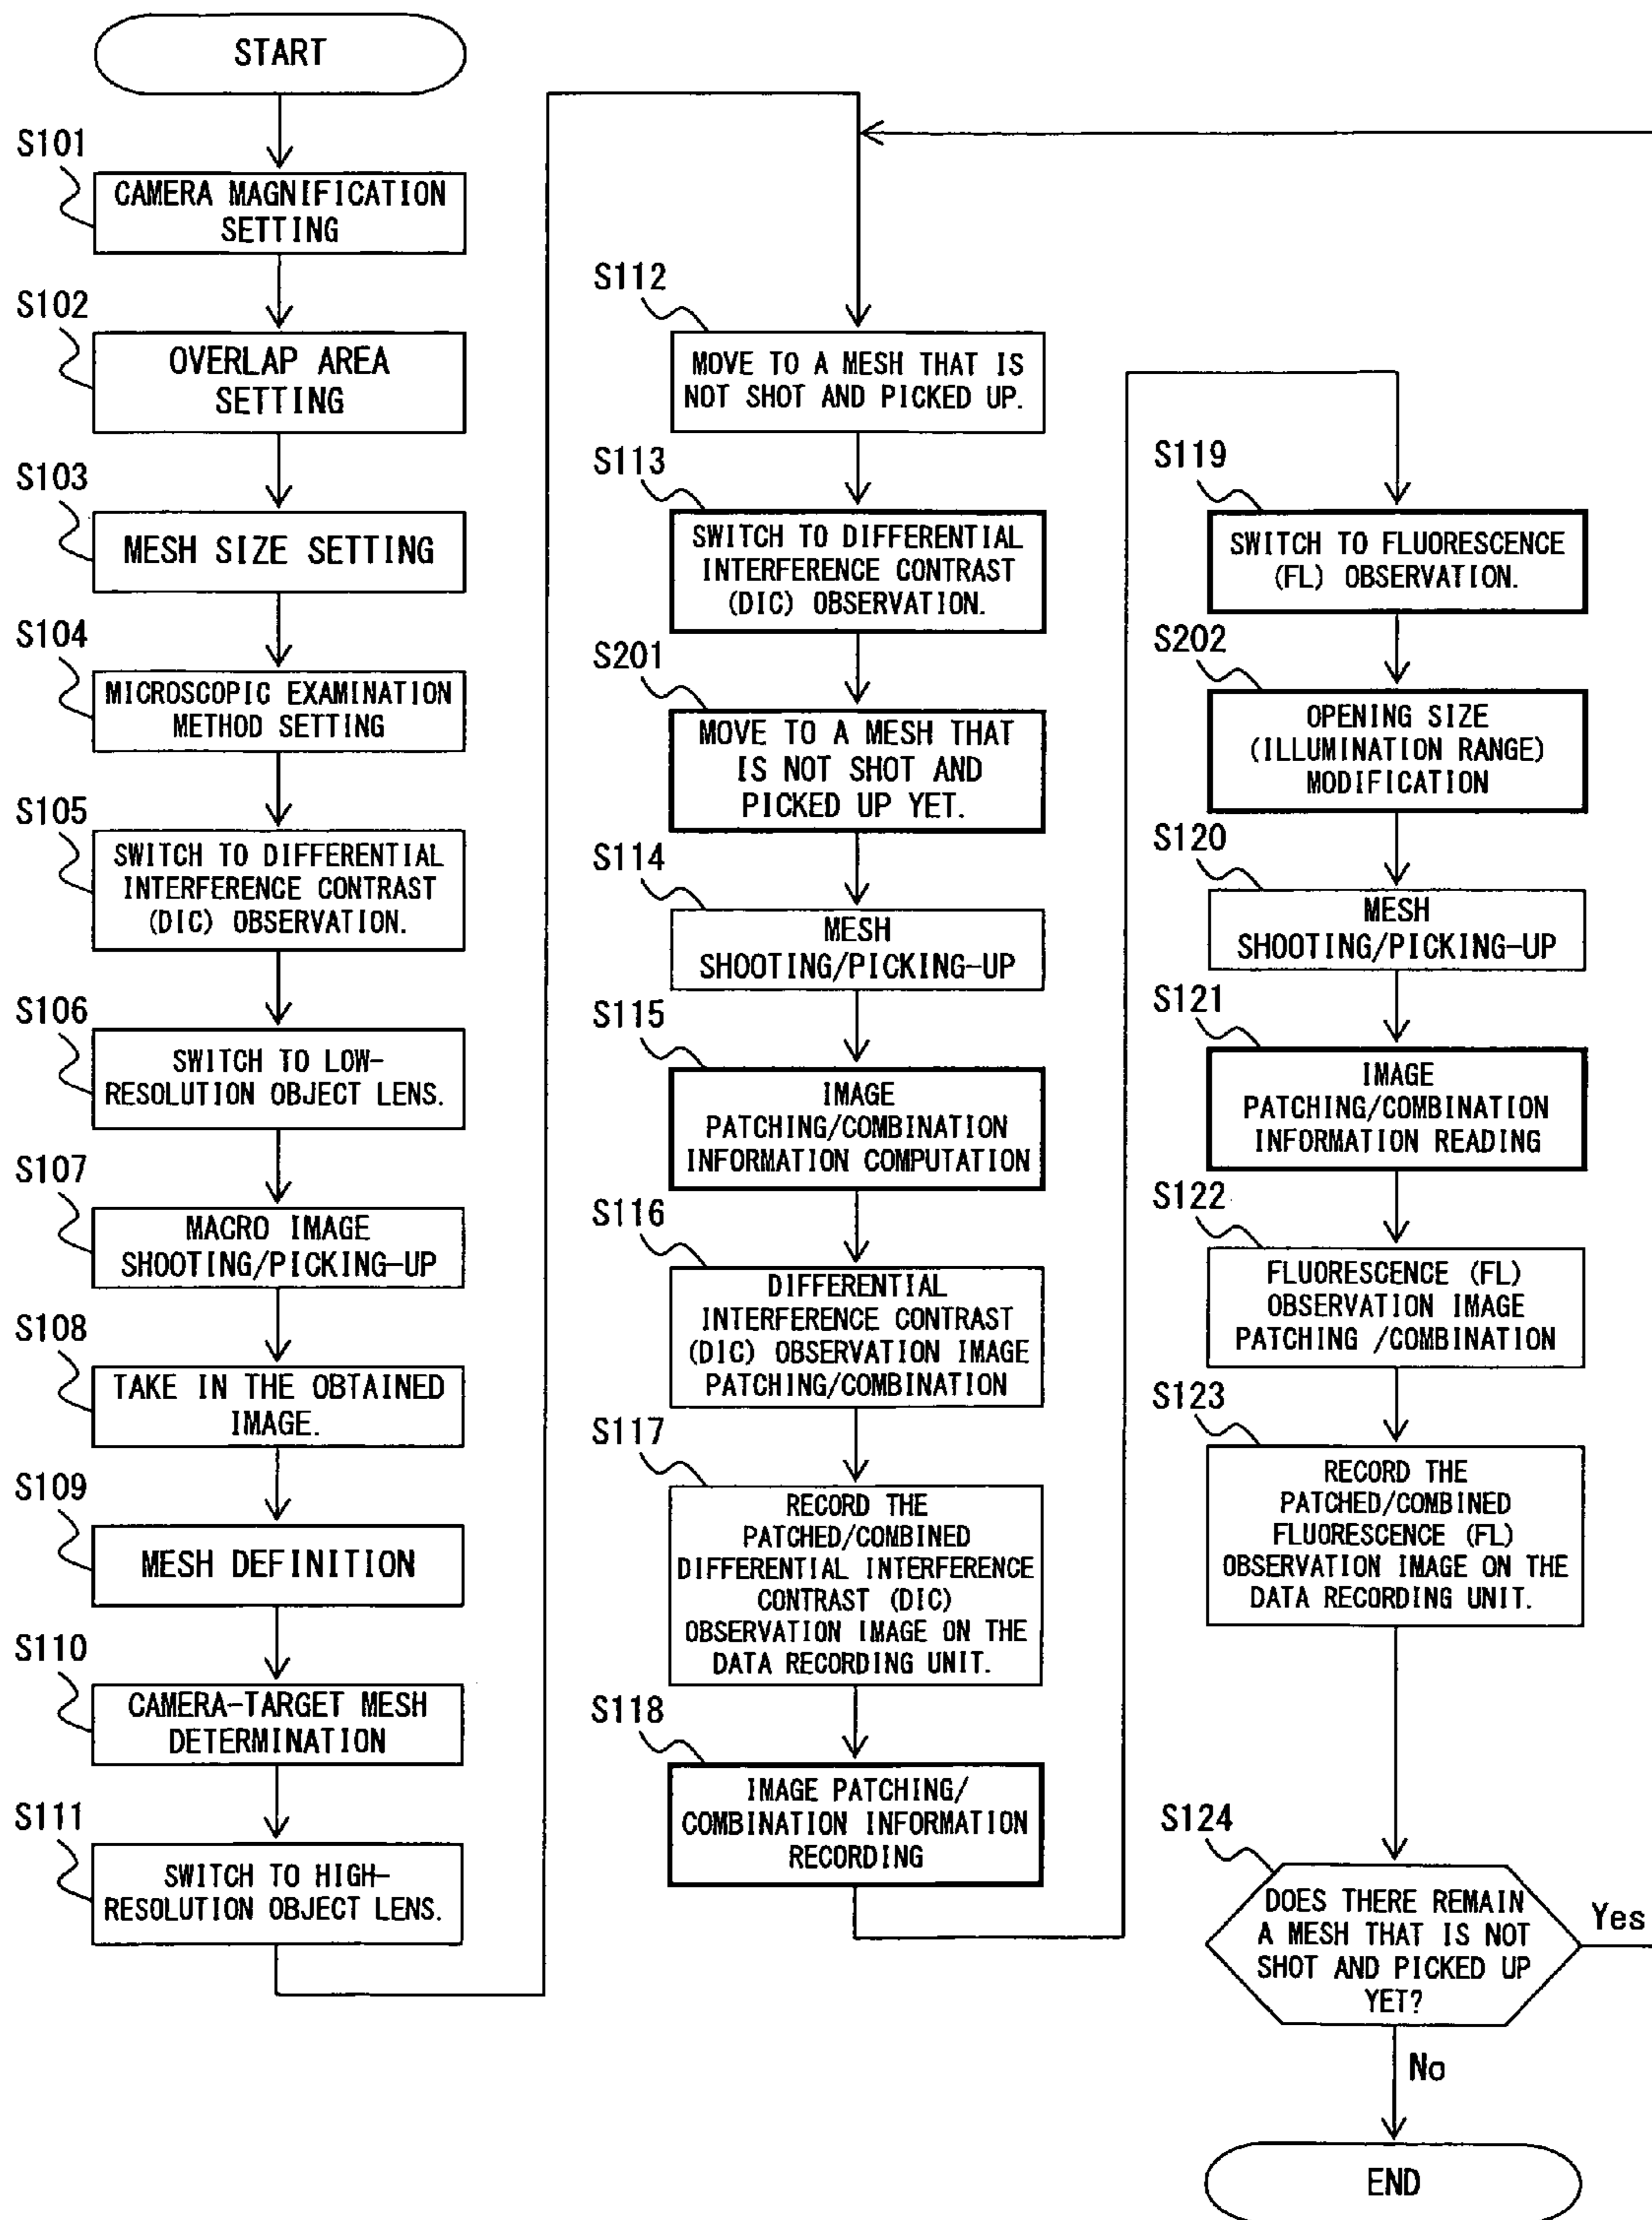 START
S101
CAMERA MAGNIFICATION
SETTING
S102
OVERLAP AREA
SETTING
S103
MESH SIZE SETTING
S104
MICROSCOPIC EXAMINATION
METHOD SETTING
S105
SWITCH TO DIFFERENTIAL
INTERFERENCE CONTRAST
(DIC) OBSERVATION.
S106
SWITCH TO LOW-
RESOLUTION OBJECT LENS.
S107
MACRO IMAGE
SHOOTING/PICKING-UP
S108
TAKE IN THE OBTAINED
IMAGE.
S109
MESH DEFINITION
S110
CAMERA-TARGET MESH
DETERMINATION
S111
SWITCH TO HIGH-
RESOLUTION OBJECT LENS.
S112
MOVE TO A MESH THAT IS
NOT SHOT AND PICKED UP.
S113
SWITCH TO DIFFERENTIAL
INTERFERENCE CONTRAST
(DIC) OBSERVATION.
S201
MOVE TO A MESH THAT
IS NOT SHOT AND
PICKED UP YET.
S114
MESH
SHOOTING/PICKING-UP
S115
IMAGE
PATCHING/COMBINATION
INFORMATION COMPUTATION
S116
DIFFERENTIAL
INTERFERENCE CONTRAST
(DIC) OBSERVATION IMAGE
PATCHING/COMBINATION
S117
RECORD THE
PATCHED/COMBINED
DIFFERENTIAL INTERFERENCE
CONTRAST (DIC)
OBSERVATION IMAGE ON THE
DATA RECORDING UNIT.
S118
IMAGE PATCHING/
COMBINATION INFORMATION
RECORDING
S119
SWITCH TO FLUORESCENCE
(FL) OBSERVATION.
S202
OPENING SIZE
(ILLUMINATION RANGE)
MODIFICATION
S120
MESH
SHOOTING/PICKING-UP
S121
IMAGE
PATCHING/COMBINATION
INFORMATION READING
S122
FLUORESCENCE (FL)
OBSERVATION IMAGE
PATCHING /COMBINATION
S123
RECORD THE
PATCHED/COMBINED
FLUORESCENCE (FL)
OBSERVATION IMAGE ON THE
DATA RECORDING UNIT.
S124
DOES THERE REMAIN
A MESH THAT IS NOT
SHOT AND PICKED UP
YET?
Yes
No
END